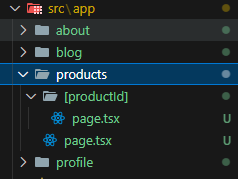 src\app
about
blog
products
[productId]
page.tsx U
page.tsx U
profile